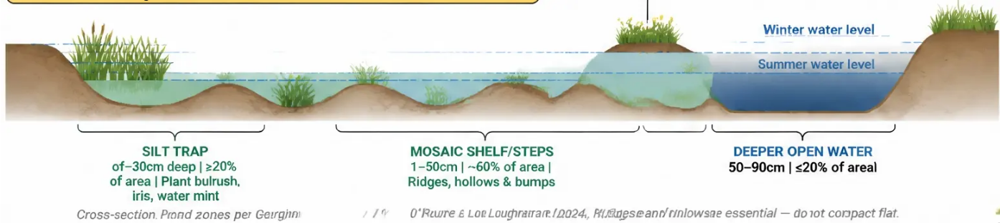 Winter water level
Summer water level
SILT TRAP
of–30cm deep | ≥20%
of area | Plant bulrush,
iris, water mint
MOSAIC SHELF/STEPS
1–50cm | ~60% of area |
Ridges, hollows & bumps
DEEPER OPEN WATER
50–90cm | ≤20% of area
Cross-section. zones per
essential — do not compact flat.